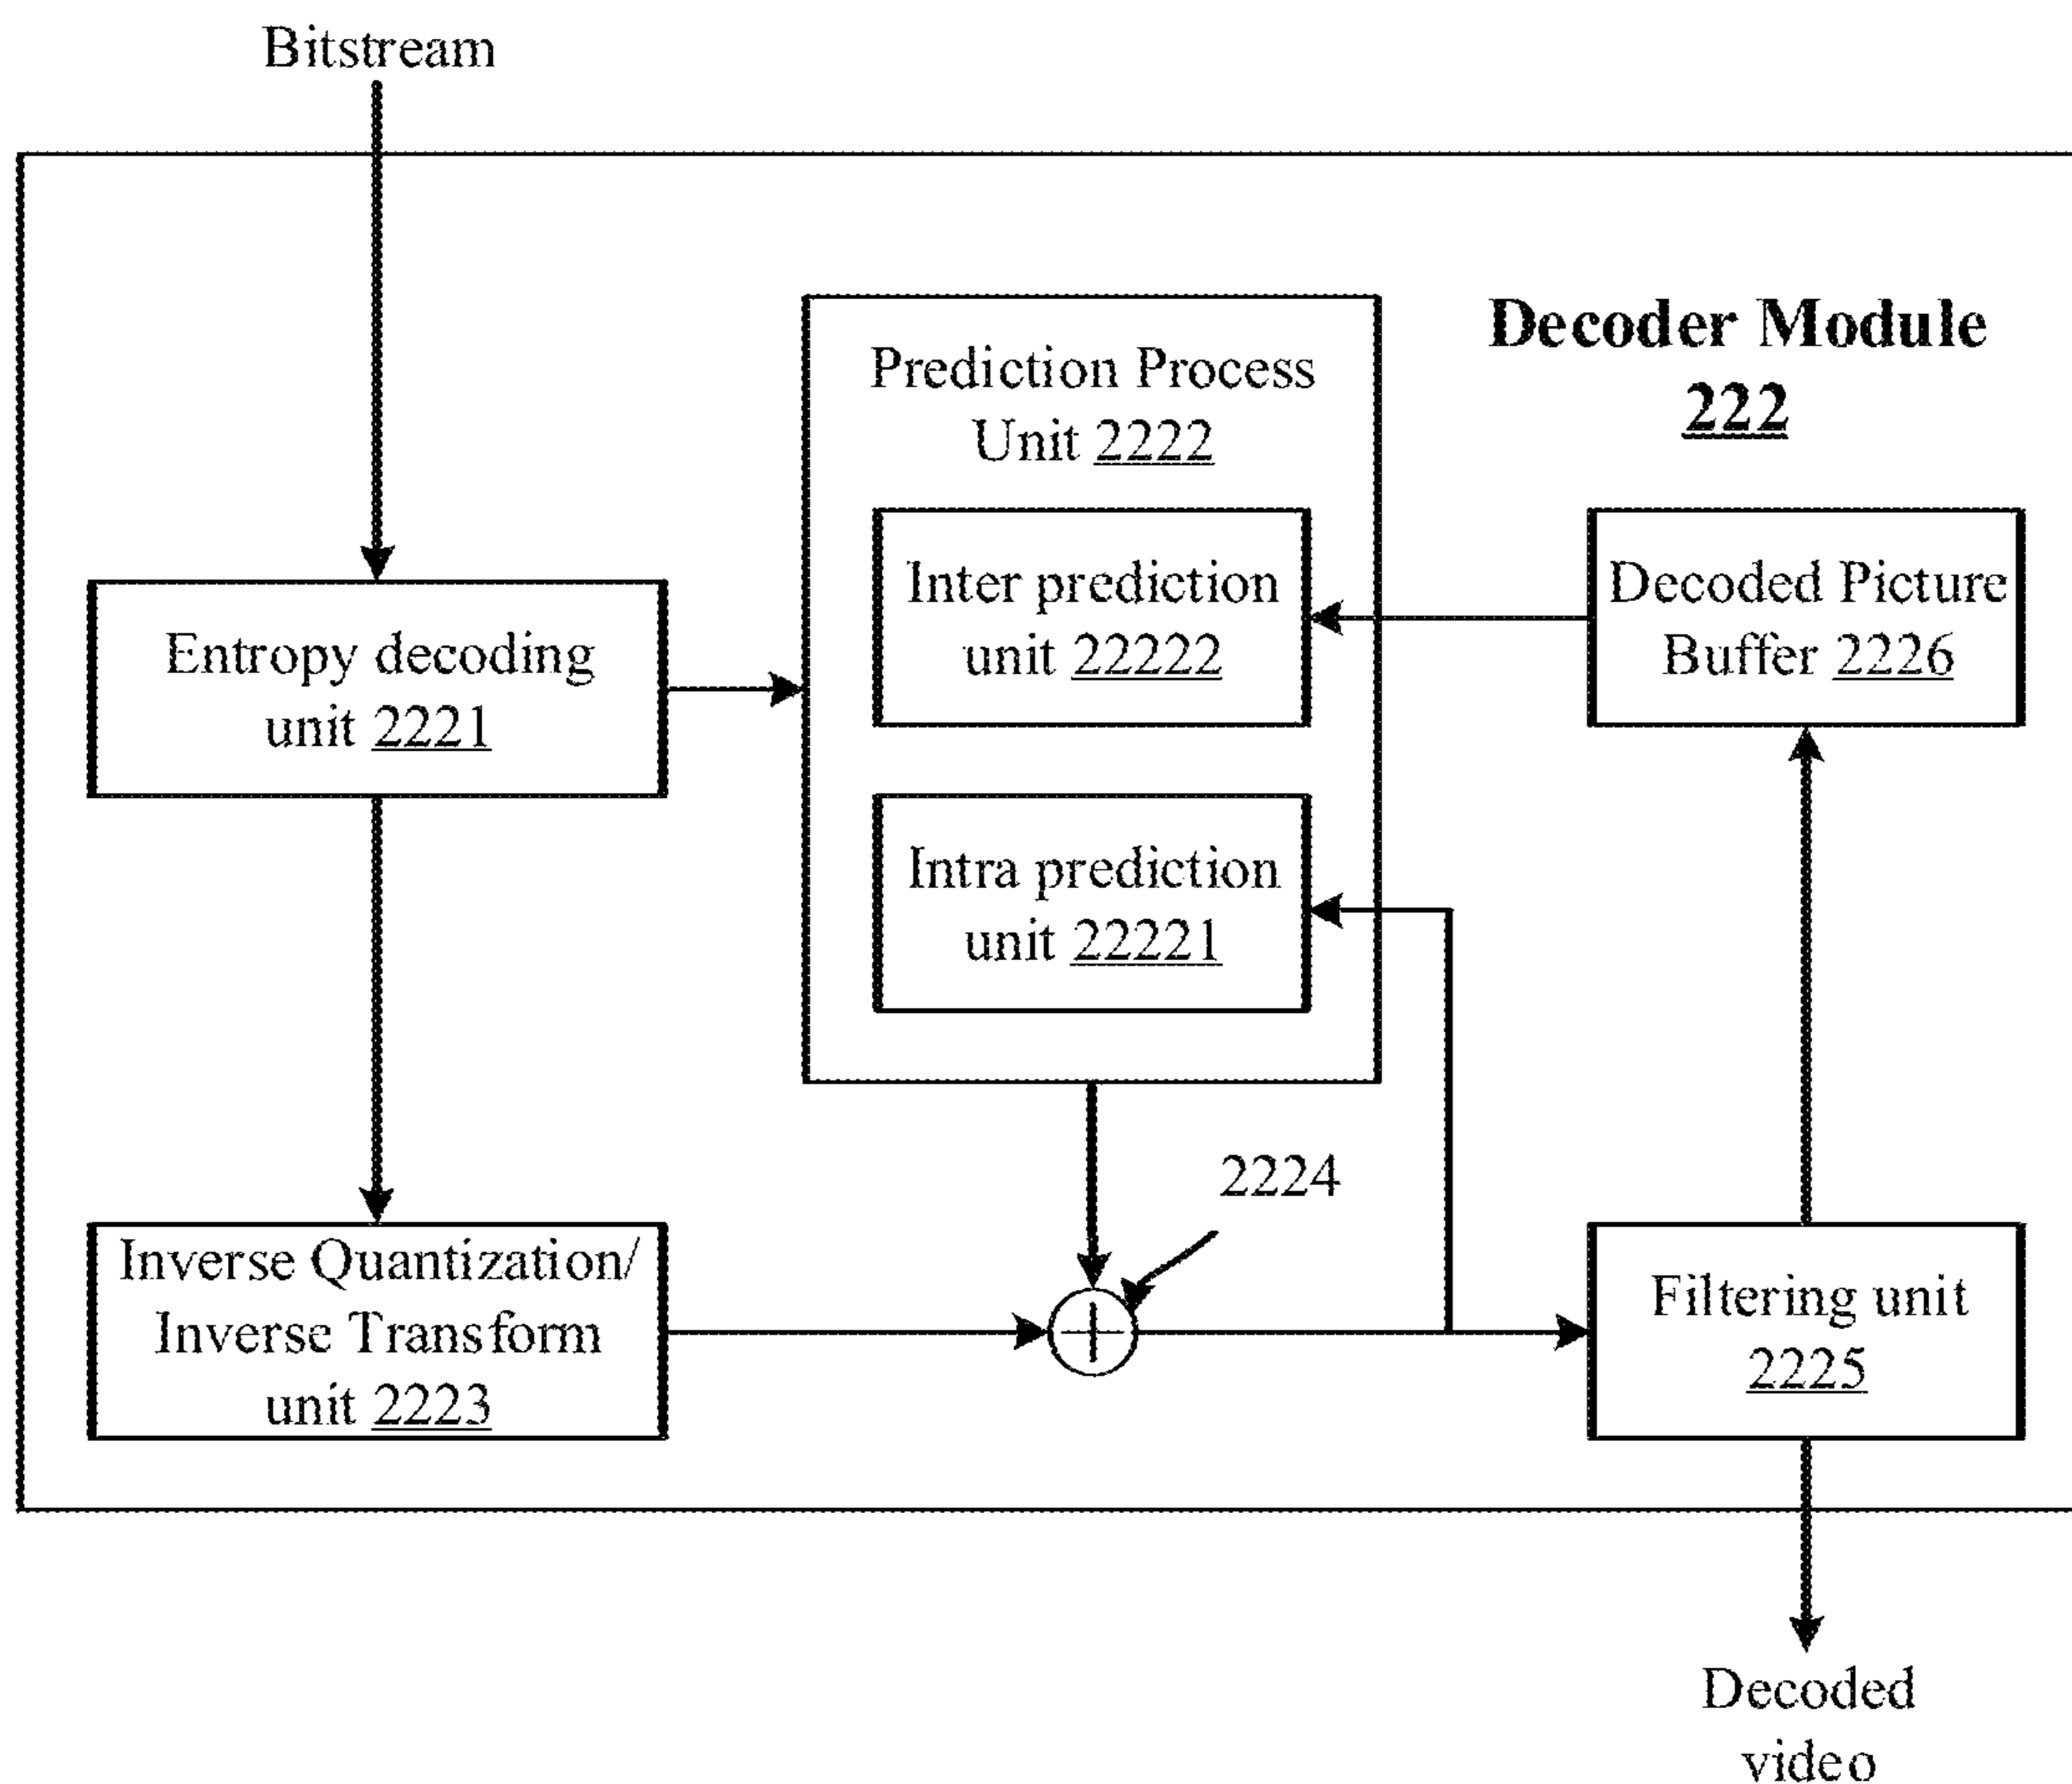 Bitstream
Decoder Module
222
Prediction Process
Unit 2222
Inter prediction
unit 22222
Decoded Picture
Buffer 2226
Entropy decoding
unit 2221
Intra prediction
unit 22221
2224
Inverse Quantization/
Inverse Transform
unit 2223
Filtering unit
2225
Decoded
video